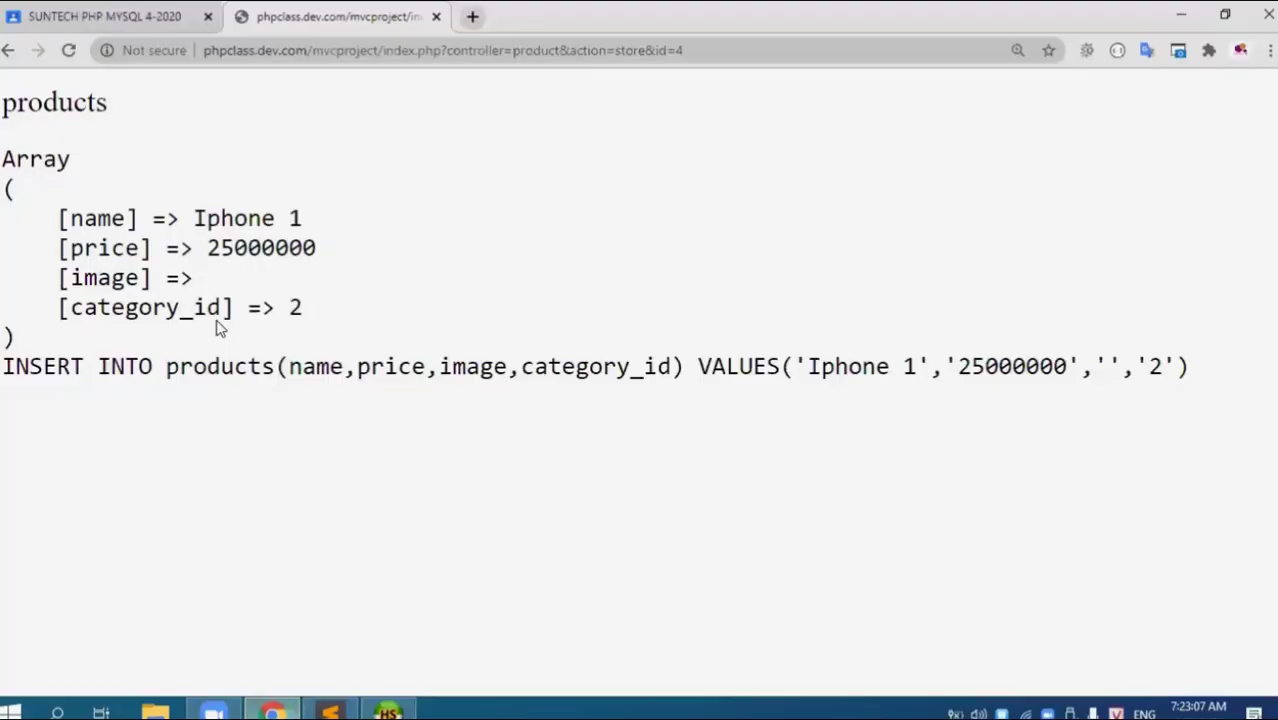 SUNTECH PHP MYSQL 4-2020
phpclass.dev.com/mvcproject/in
Not secure
phpclass.dev.com/mvcproject/index.php?controller=product&action=store&id=4
products
Array
(
[name] => Iphone 1
[price] => 25000000
[image] =>
[category_id] => 2
)
INSERT INTO products(name,price,image,category_id) VALUES('Iphone 1','25000000','','2')
HS
V
ENG
7:23:07 AM